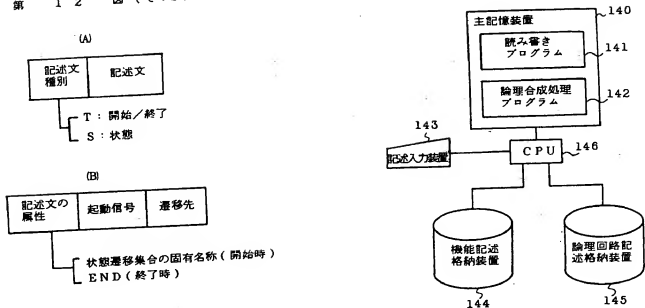 第 12 図
(A)
記述文
種別
記述文
T : 開始/終了
S : 状態
(B)
記述文の
属性
起動信号
遷移先
状態遷移集合の固有名称(開始時)
END(終了時)
主記憶装置
140
読み書き
プログラム
141
論理合成処理
プログラム
142
143
記述入力装置
CPU
146
機能記述
格納装置
144
論理回路記
述格納装置
145